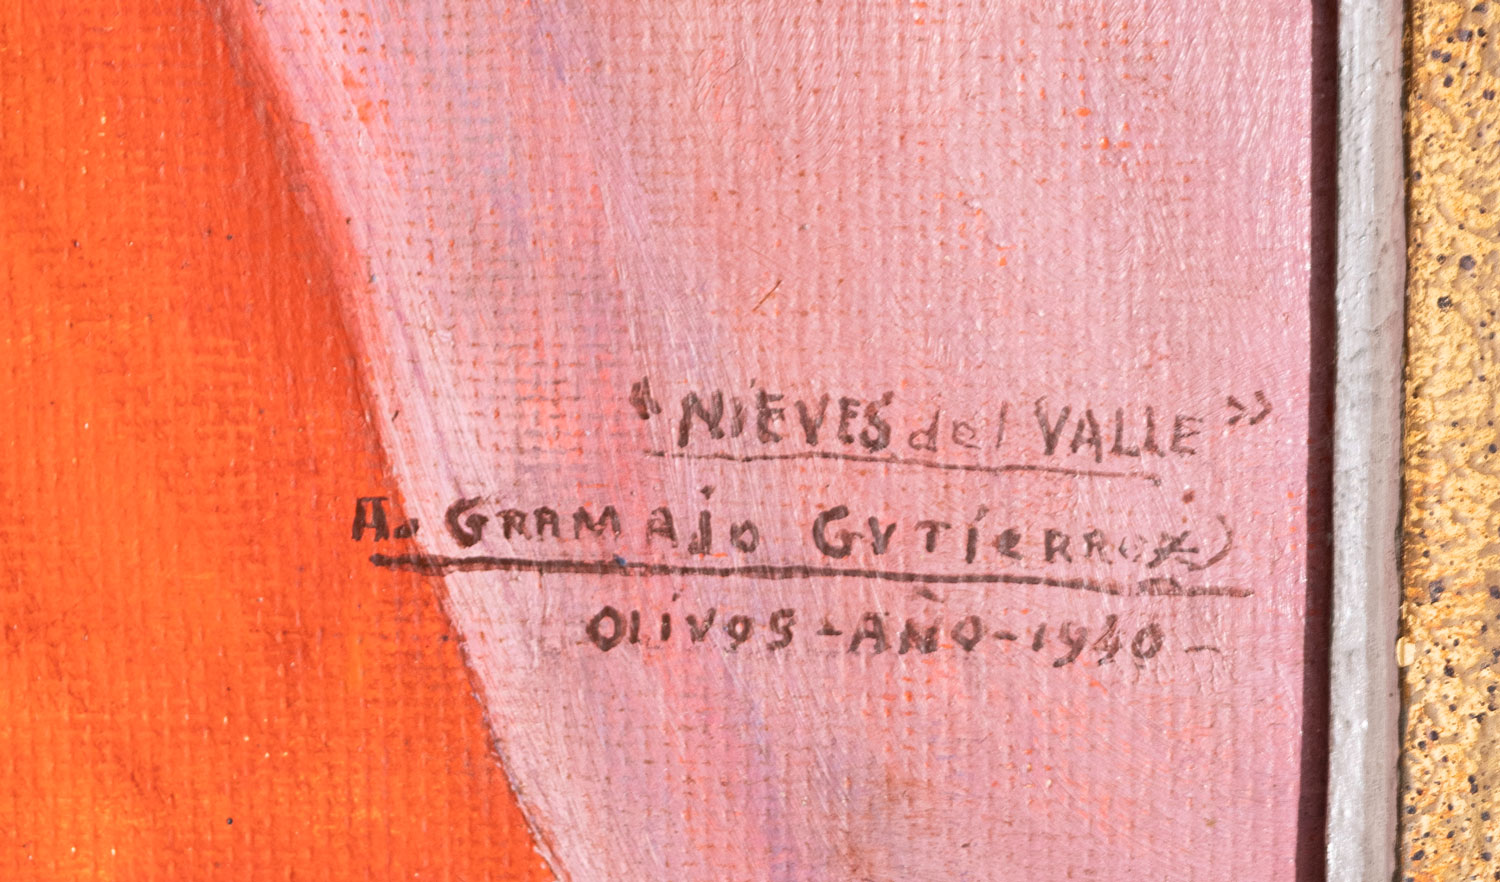 “NiEVES del VALLE”
A. GRAMAjo GUTiERREZ
OLiVOS - AÑO - 1940 -